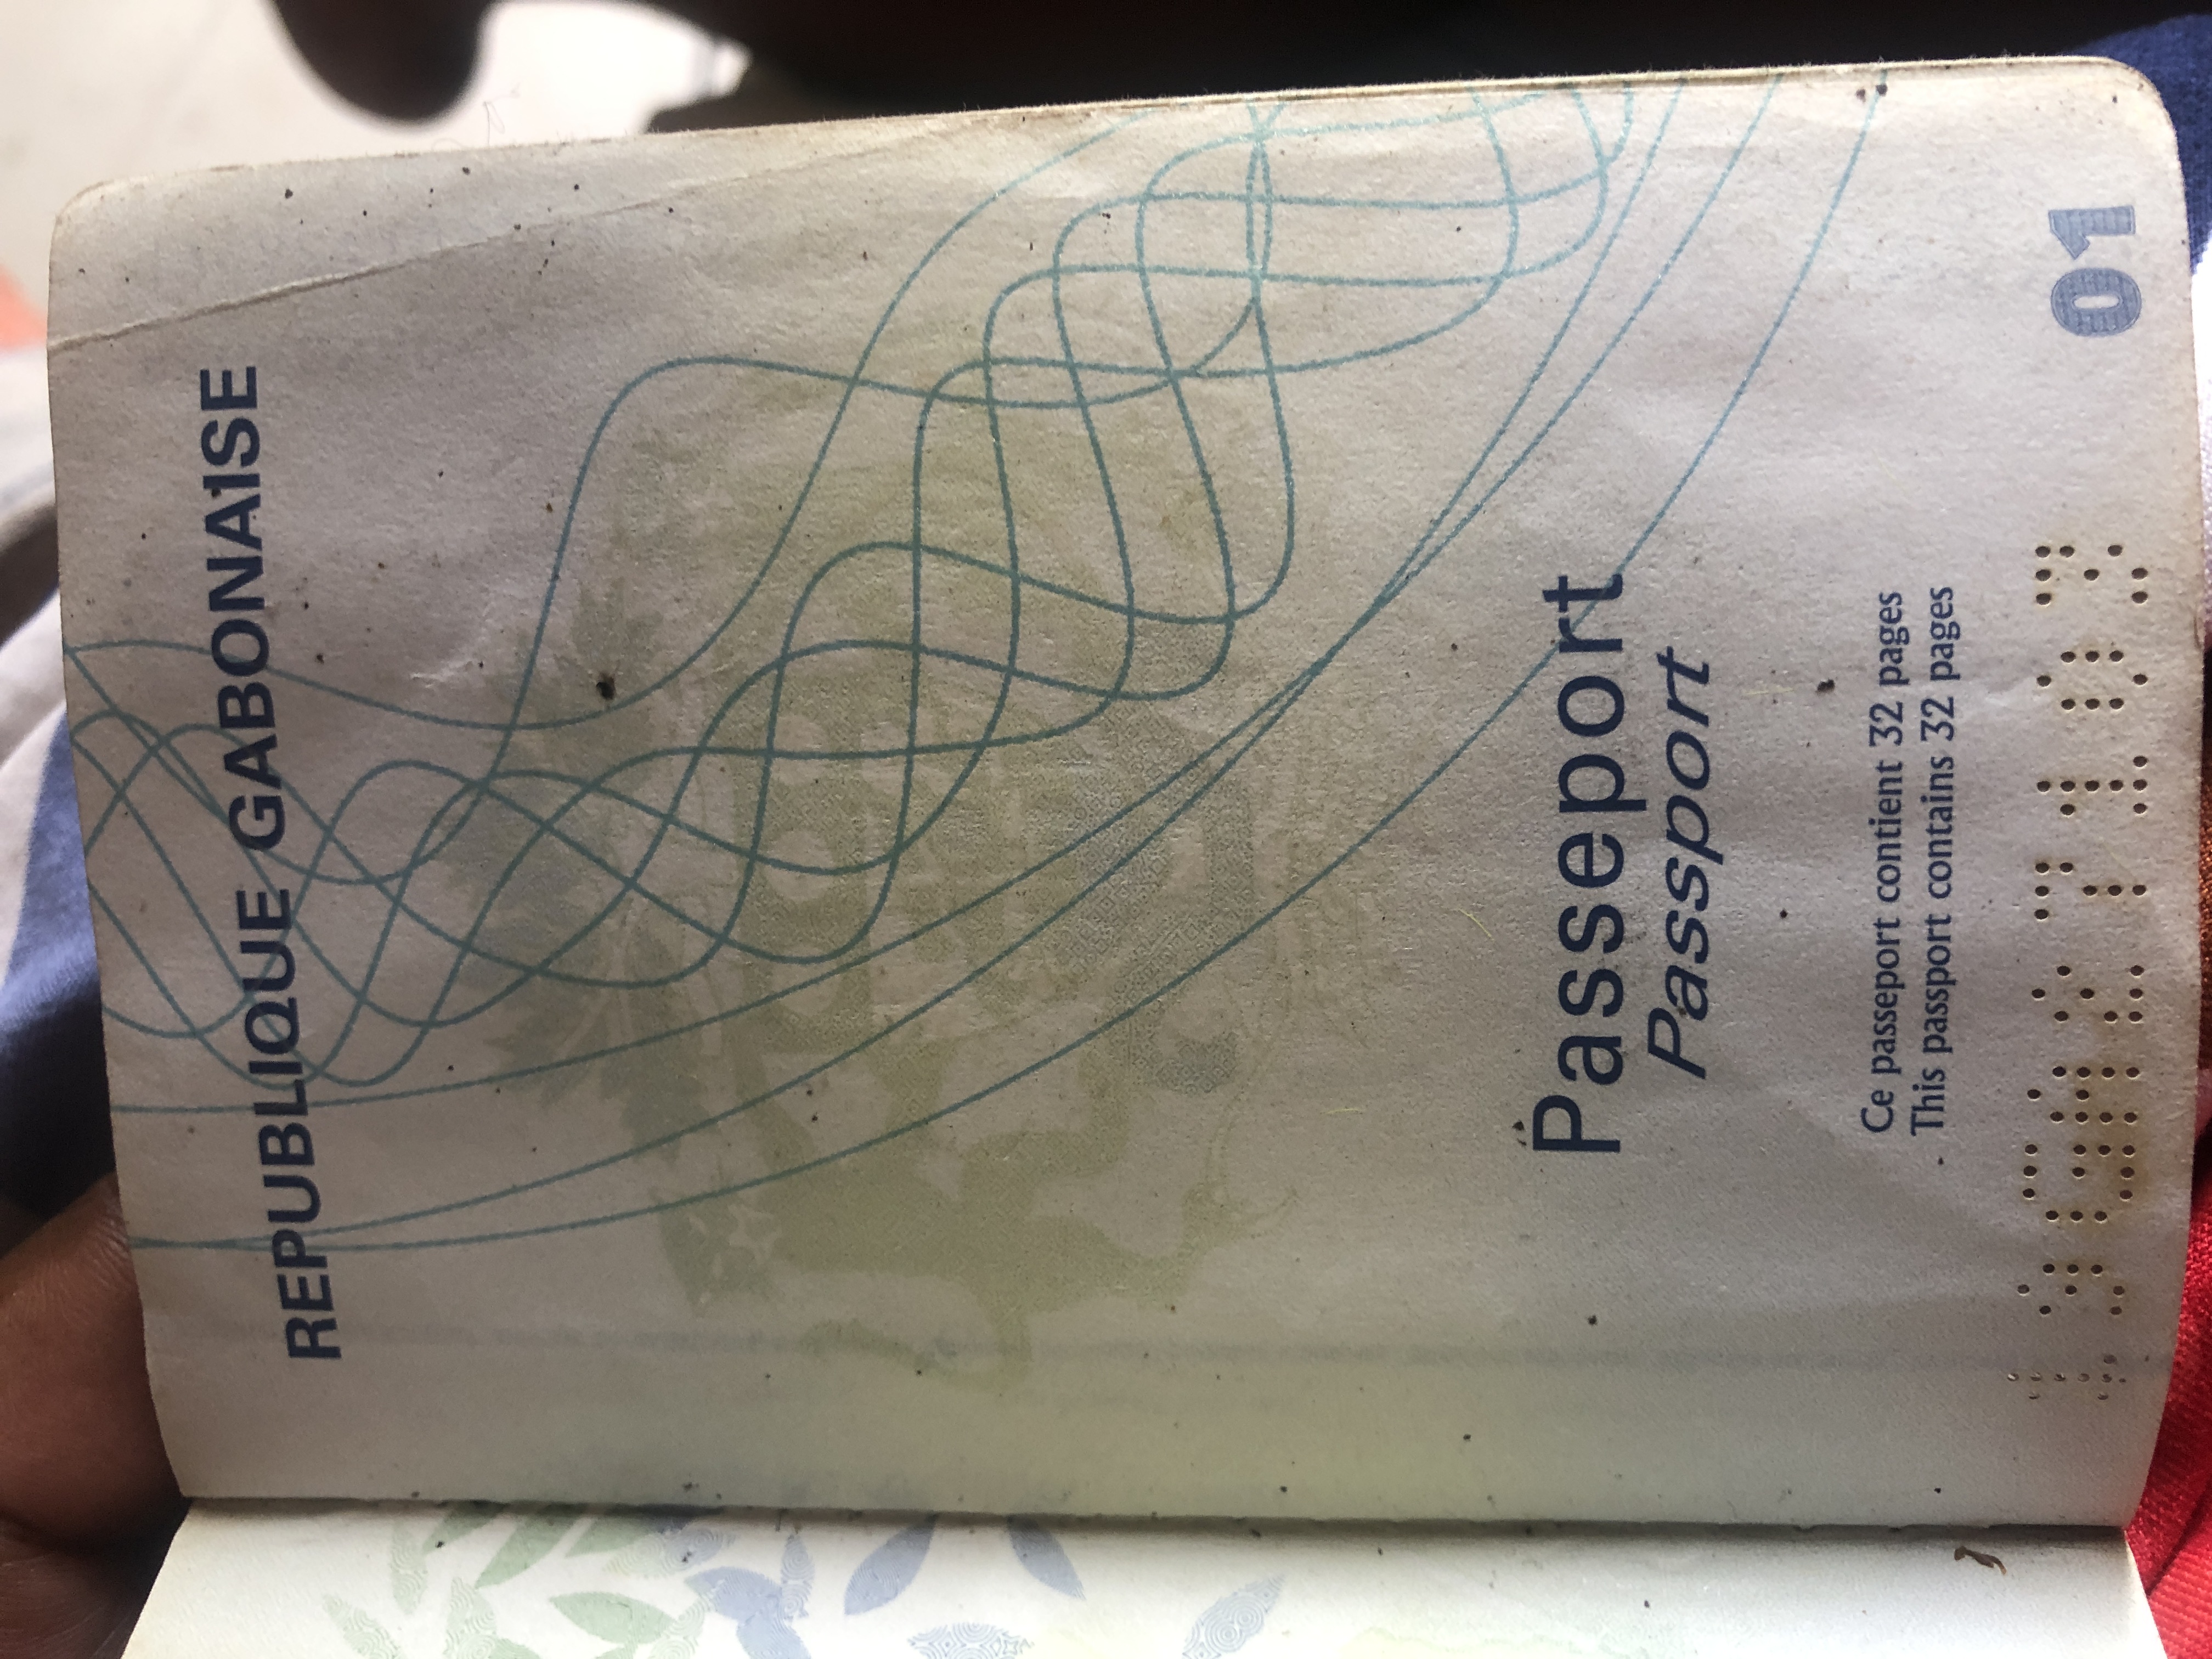 REPUBLIQUE GABONAISE
Passeport
Passport
Ce passeport contient 32 pages
This passport contains 32 pages
01